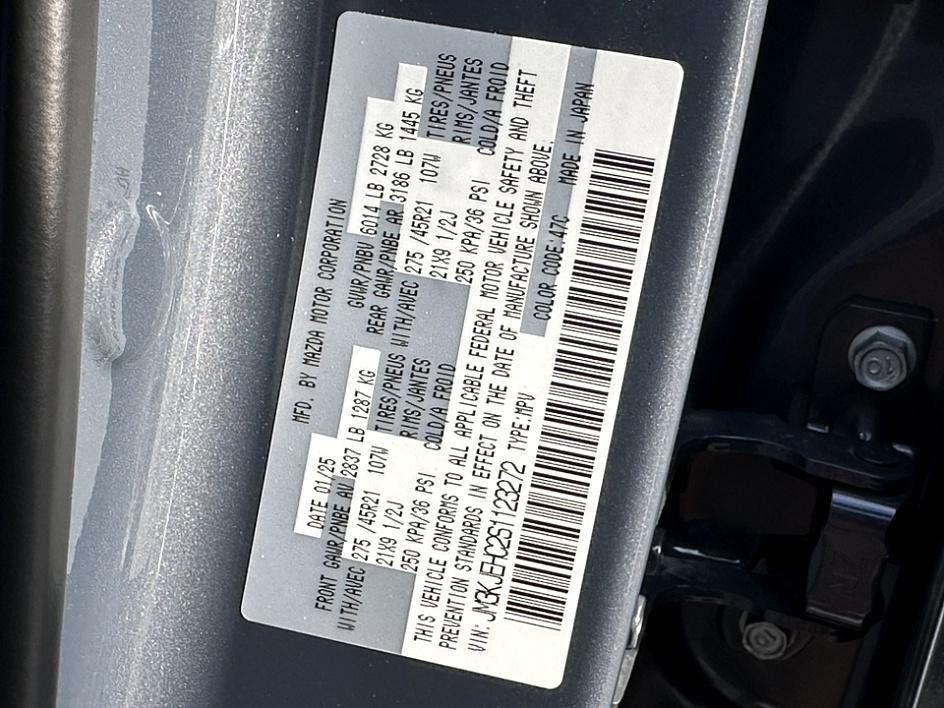 MFD. BY MAZDA MOTOR CORPORATION
DATE 01/25
GVWR/PNBV 6014 LB 2728 KG
FRONT GAWR/PNBE AV 2837 LB 1287 KG
REAR GAWR/PNBE AR 3186 LB 1445 KG
WITH/AVEC 275 /45R21 107W TIRES/PNEUS
WITH/AVEC 275 /45R21 107W TIRES/PNEUS
21X9 1/2J RIMS/JANTES
21X9 1/2J RIMS/JANTES
250 KPA/36 PSI COLD/A FROID
250 KPA/36 PSI COLD/A FROID
THIS VEHICLE CONFORMS TO ALL APPLICABLE FEDERAL MOTOR VEHICLE SAFETY AND THEFT
PREVENTION STANDARDS IN EFFECT ON THE DATE OF MANUFACTURE SHOWN ABOVE.
VIN: JM3KJEHC2S1123272 TYPE:MPV COLOR CODE:47C
MADE IN JAPAN
10